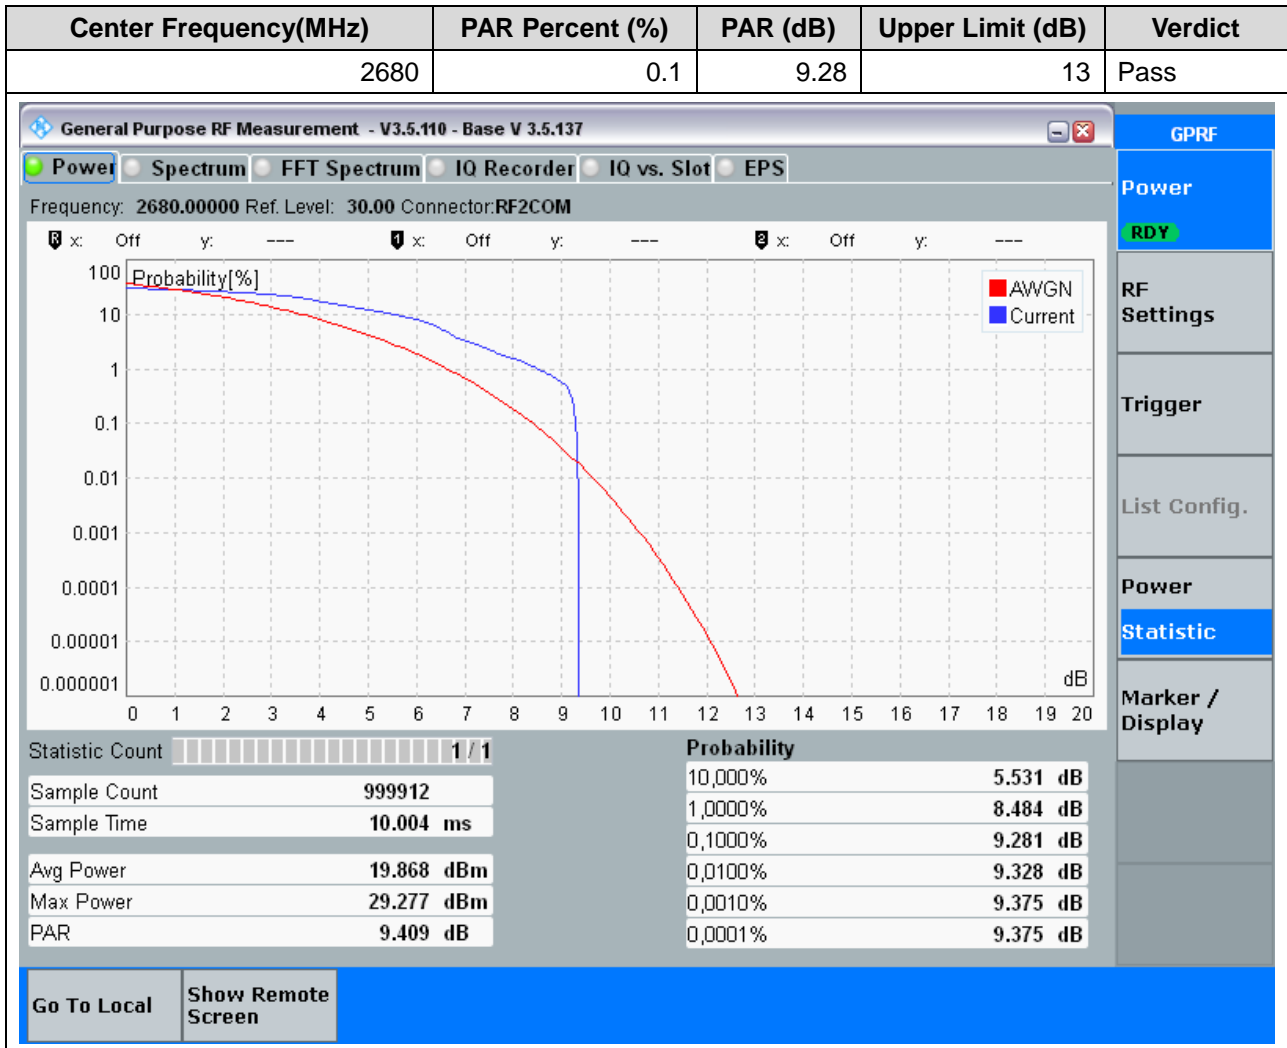 Center Frequency(MHz) PAR Percent (%) PAR (dB) Upper Limit (dB) Verdict
2680 0.1 9.28 13 Pass
General Purpose RF Measurement - V3.5.110 - Base V 3.5.137
GPRF
Power Spectrum FFT Spectrum IQ Recorder IQ vs. Slot EPS
Frequency: 2680.00000 Ref. Level: 30.00 Connector:RF2COM
R x: Off y: --- 1 x: Off y: --- 2 x: Off y: ---
Probability[%]
AWGN
Current
100
10
1
0.1
0.01
0.001
0.0001
0.00001
0.000001
dB
0 1 2 3 4 5 6 7 8 9 10 11 12 13 14 15 16 17 18 19 20
Statistic Count 1 / 1
Sample Count 999912
Sample Time 10.004 ms
Avg Power 19.868 dBm
Max Power 29.277 dBm
PAR 9.409 dB
Probability
10,000% 5.531 dB
1,0000% 8.484 dB
0,1000% 9.281 dB
0,0100% 9.328 dB
0,0010% 9.375 dB
0,0001% 9.375 dB
Power
RDY
RF
Settings
Trigger
List Config.
Power
Statistic
Marker /
Display
Go To Local
Show Remote
Screen